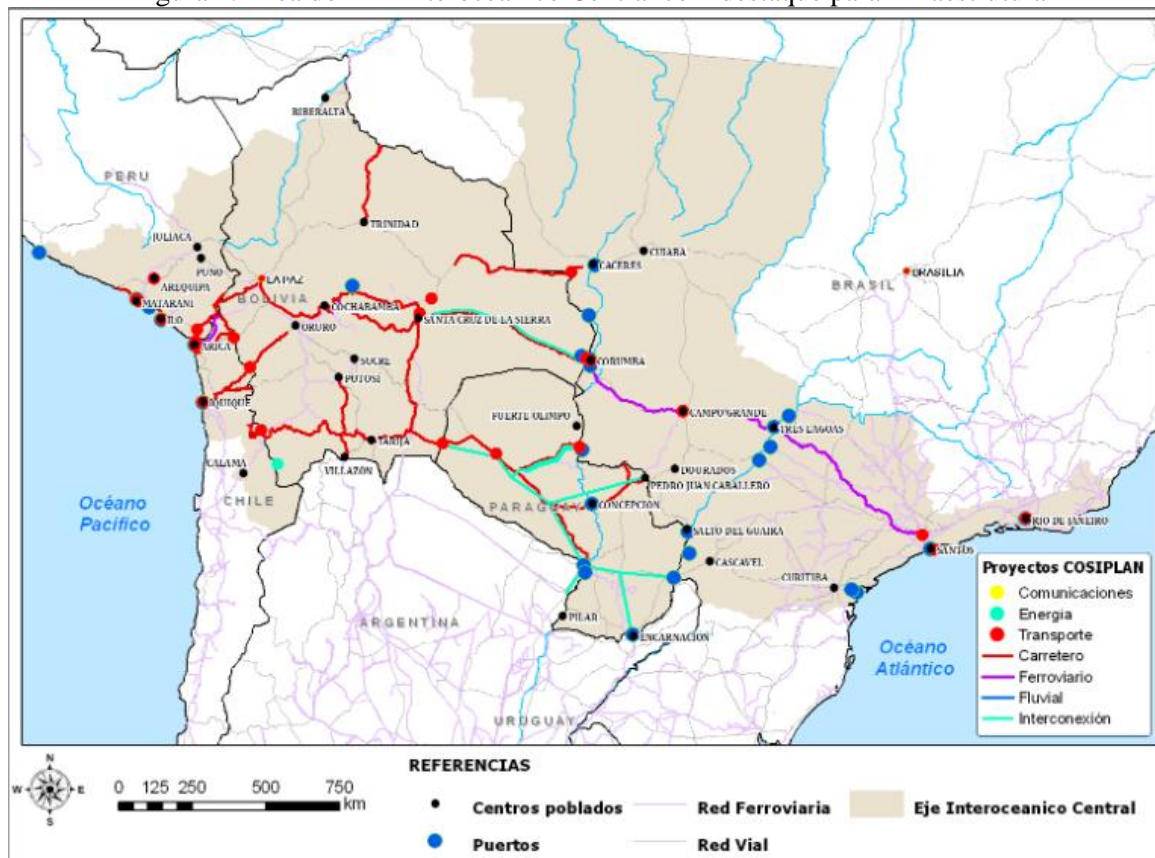 RIBERALTA
PERU
TRINIDAD
JULIACA
PUNO
CUIABA
CACERES
LA PAZ
BRASILIA
AREQUIPA
BOLIVIA
BRASIL
MATARANI
COCHABAMBA
ILO
SANTA CRUZ DE LA SIERRA
ORURO
ARICA
SUCRE
CORUMBA
POTOSI
IQUIQUE
CAMPO GRANDE
FUERTE OLIMPO
TRES LAGOAS
TARIJA
CALAMA
VILLAZÓN
DOURADOS
PEDRO JUAN CABALLERO
CHILE
Océano
Pacífico
PARAGUAY
CONCEPCIÓN
RIO DE JANEIRO
SALTO DEL GUAIRA
SANTOS
CASCAVEL
CURITIBA
PILAR
ARGENTINA
ENCARNACIÓN
Océano
Atlántico
URUGUAY
Proyectos COSIPLAN
Comunicaciones
Energia
Transporte
Carretero
Ferroviario
Fluvial
Interconexión
N
W E
S
0 125 250 500 750
km
REFERENCIAS
Centros poblados
Red Ferroviaria
Eje Interoceanico Central
Puertos
Red Vial